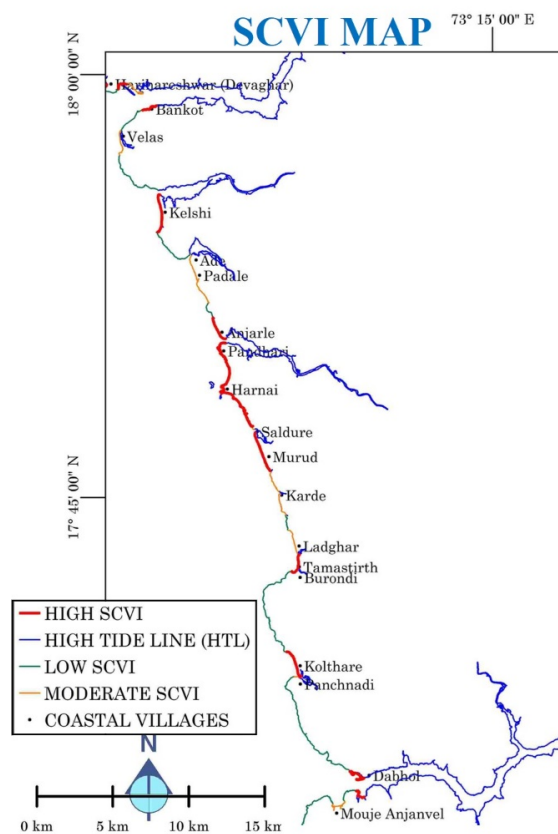 SCVI MAP
73° 15' 00" E
18° 00' 00" N
Harihareshwar (Devaghar)
Bankot
Velas
Kelshi
Ade
Padale
Anjarle
Pandhari
Harnai
Saldure
Murud
17° 45' 00" N
Karde
Ladghar
Tamastirth
Burondi
HIGH SCVI
HIGH TIDE LINE (HTL)
LOW SCVI
MODERATE SCVI
COASTAL VILLAGES
Kolthare
Panchnadi
N
Dabhol
Mouje Anjanvel
0 km 5 km 10 km 15 km